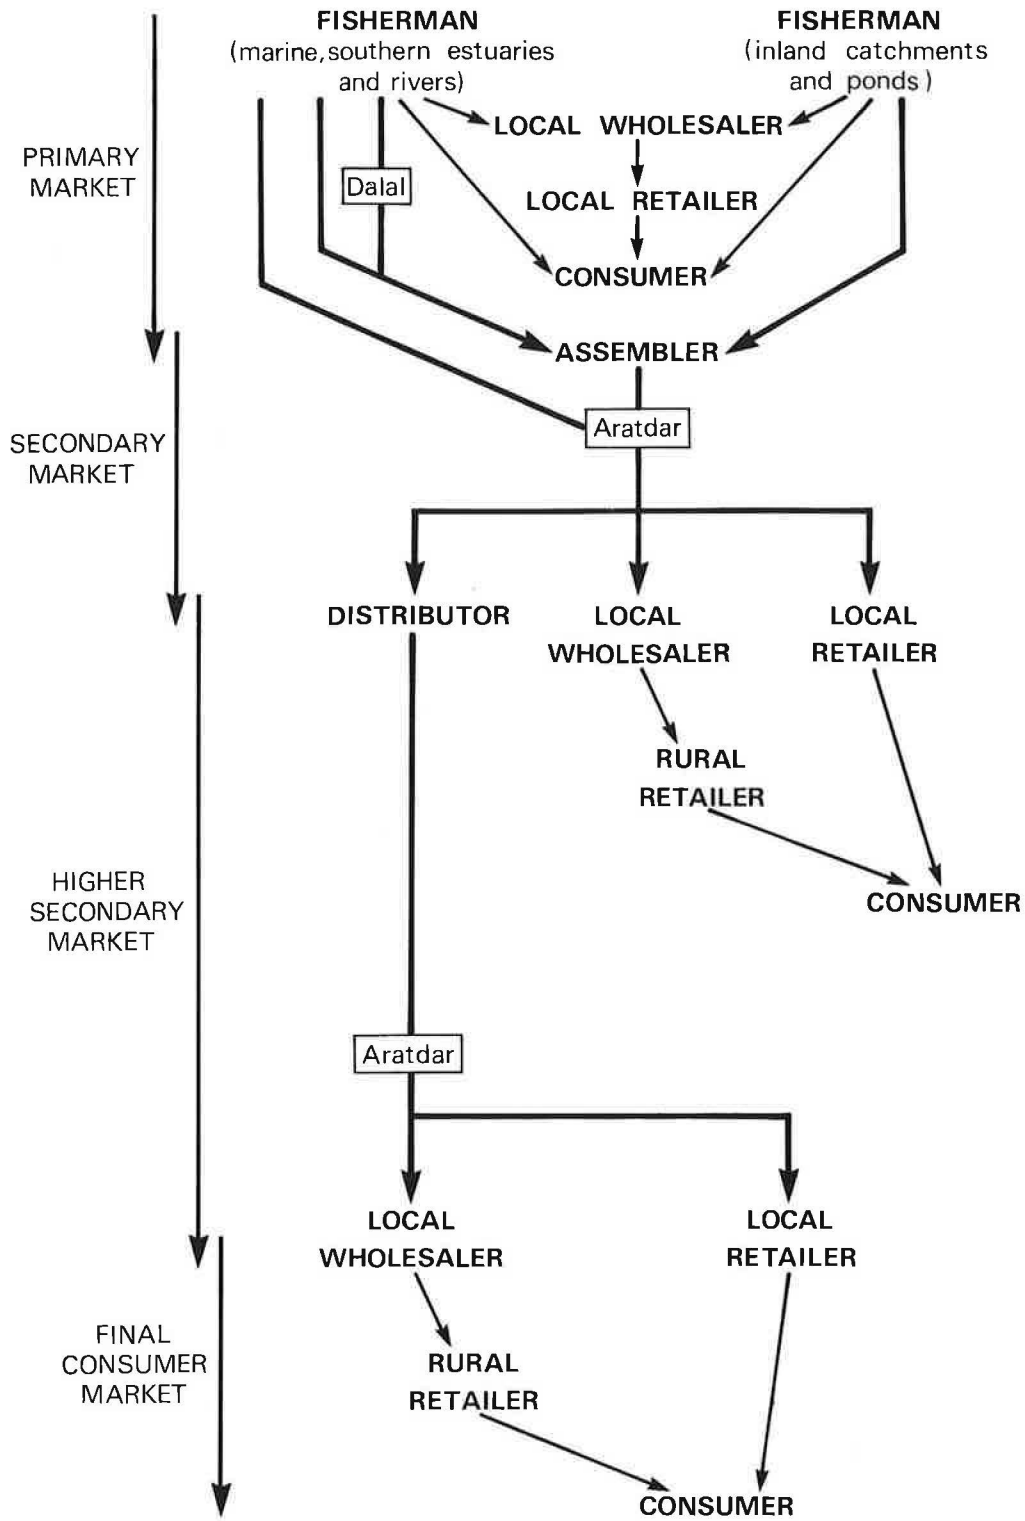 FISHERMAN
(marine, southern estuaries
and rivers)
FISHERMAN
(inland catchments
and ponds)
LOCAL WHOLESALER
PRIMARY
MARKET
Dalal
LOCAL RETAILER
CONSUMER
ASSEMBLER
Aratdar
SECONDARY
MARKET
DISTRIBUTOR
LOCAL
WHOLESALER
LOCAL
RETAILER
RURAL
RETAILER
CONSUMER
HIGHER
SECONDARY
MARKET
Aratdar
LOCAL
WHOLESALER
LOCAL
RETAILER
FINAL
CONSUMER
MARKET
RURAL
RETAILER
CONSUMER